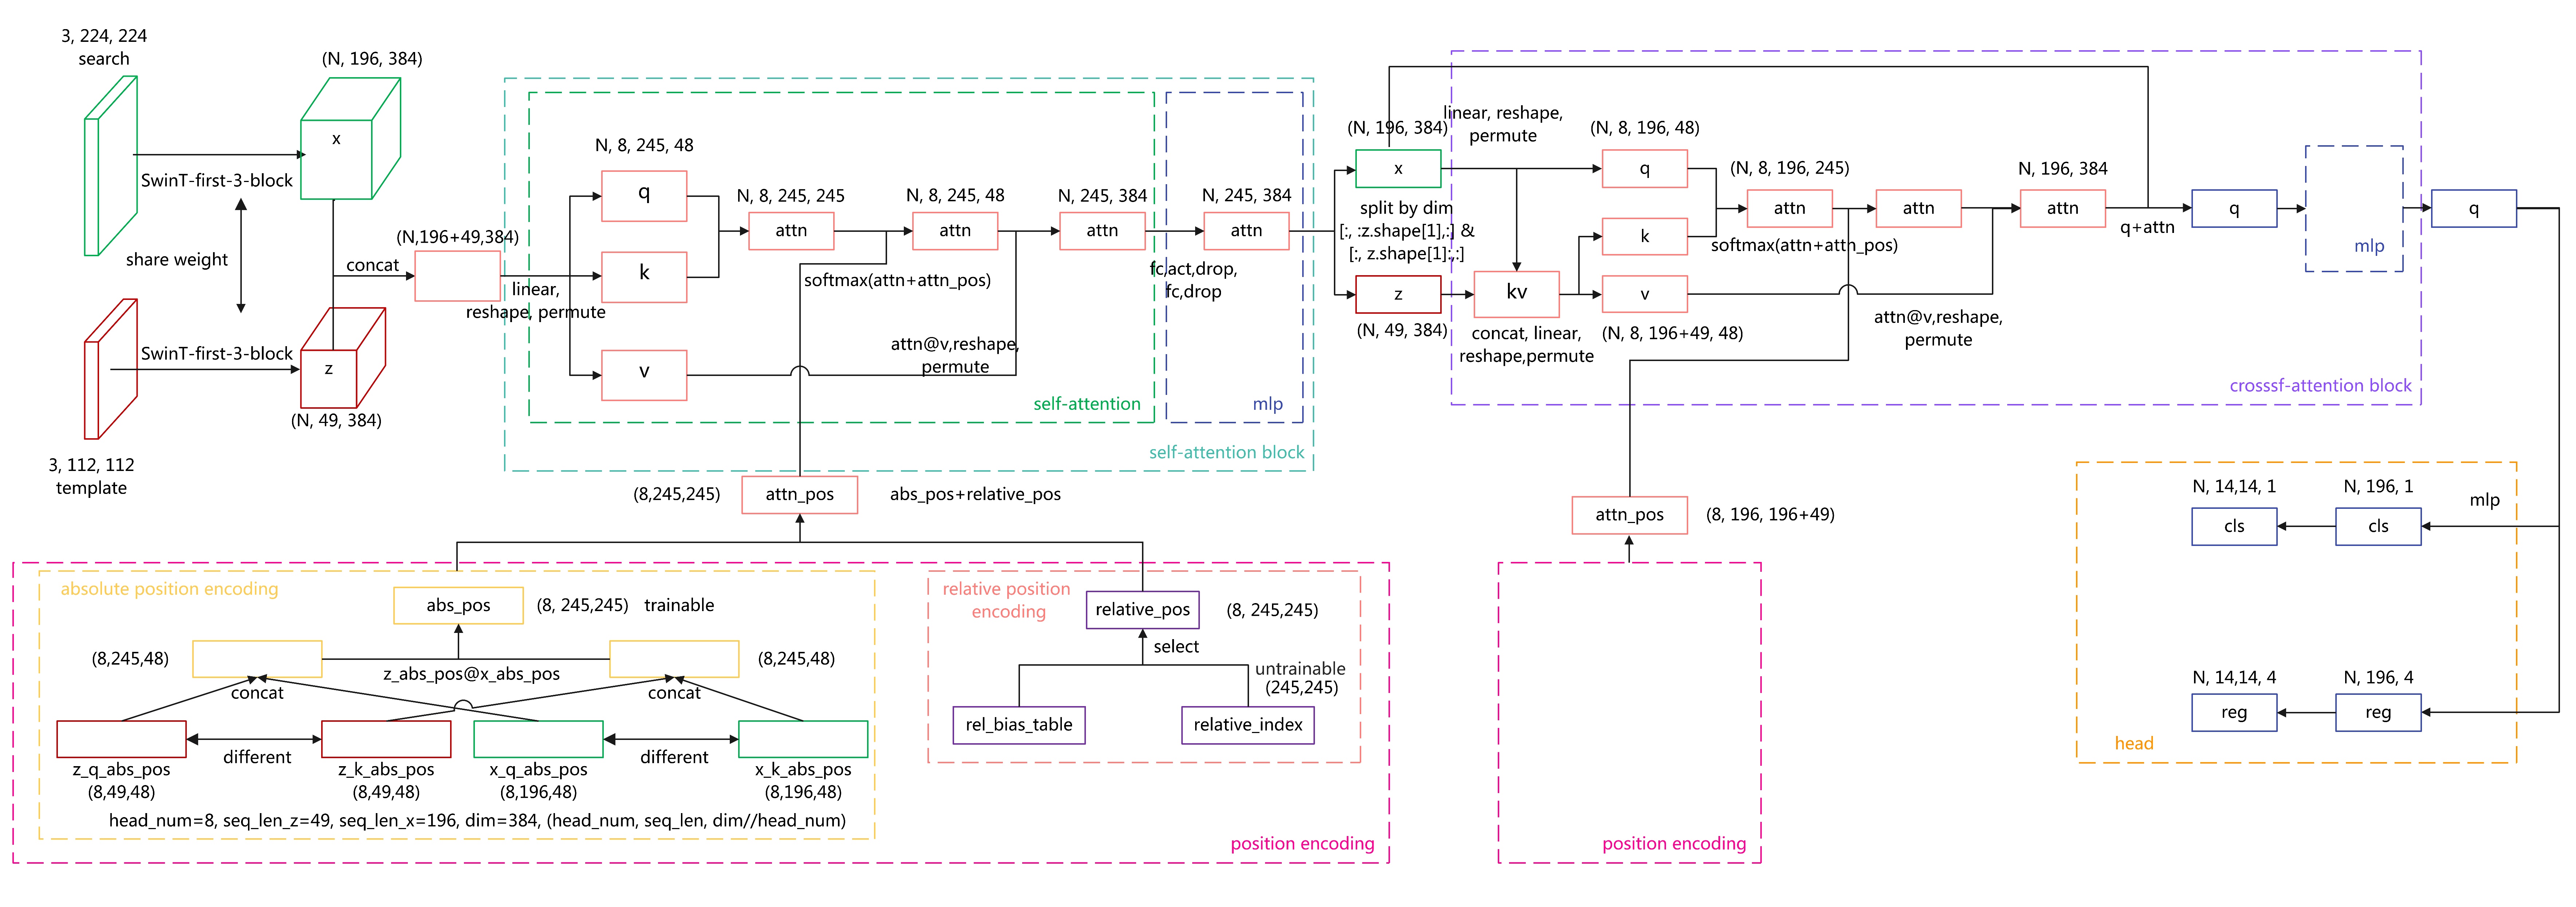 3, 224, 224
search
(N, 196, 384)
x
SwinT-first-3-block
share weight
SwinT-first-3-block
z
(N, 49, 384)
3, 112, 112
template
concat
(N,196+49,384)
linear,
reshape, permute
N, 8, 245, 48
q
k
v
N, 8, 245, 245
attn
softmax(attn+attn_pos)
N, 8, 245, 48
attn
attn@v,reshape,
permute
N, 245, 384
attn
self-attention
fc,act,drop,
fc,drop
N, 245, 384
attn
mlp
self-attention block
(N, 196, 384)
x
split by dim
[:, :z.shape[1],:] &
[:, z.shape[1]:,:]
z
(N, 49, 384)
linear, reshape,
permute
kv
concat, linear,
reshape,permute
(N, 8, 196, 48)
q
k
v
(N, 8, 196+49, 48)
(N, 8, 196, 245)
attn
softmax(attn+attn_pos)
attn
attn@v,reshape,
permute
N, 196, 384
attn
q+attn
q
mlp
q
crosssf-attention block
(8,245,245)
attn_pos
abs_pos+relative_pos
attn_pos
(8, 196, 196+49)
absolute position encoding
abs_pos
(8, 245,245)
trainable
(8,245,48)
z_abs_pos@x_abs_pos
(8,245,48)
concat
concat
different
different
z_q_abs_pos
(8,49,48)
z_k_abs_pos
(8,49,48)
x_q_abs_pos
(8,196,48)
x_k_abs_pos
(8,196,48)
head_num=8, seq_len_z=49, seq_len_x=196, dim=384, (head_num, seq_len, dim//head_num)
relative position
encoding
relative_pos
(8, 245,245)
select
untrainable
(245,245)
rel_bias_table
relative_index
position encoding
position encoding
N, 14,14, 1
cls
N, 196, 1
cls
mlp
N, 14,14, 4
reg
N, 196, 4
reg
head